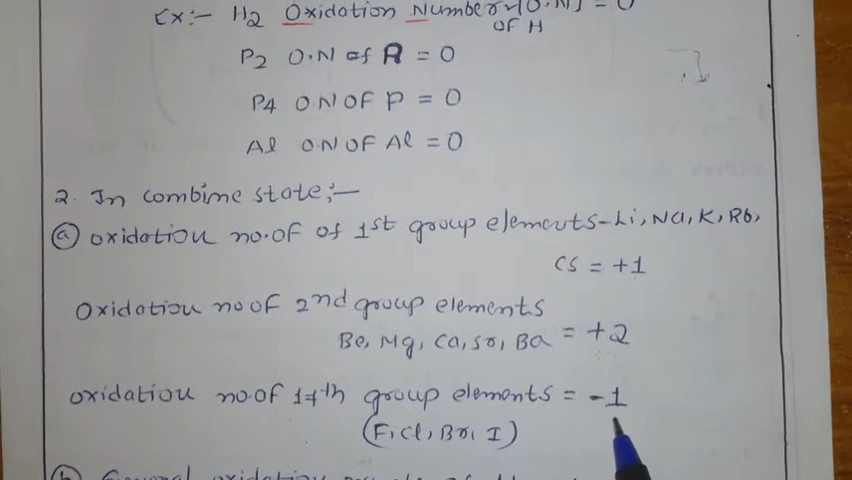 Ex:- H2 Oxidation Number (O.N) = 0
OF H
P2 O.N of P = 0
P4 O N OF P = 0
Al O.N OF Al = 0
2. In combine state;-
(a) oxidation no.of of 1st group elements - Li, Na, K, Rb,
Cs = +1
Oxidation no of 2nd group elements
Be, Mg, Ca, Sr, Ba = +2
oxidation no.of 17th group elements = -1
(F, Cl, Br, I)
(b) General oxidation